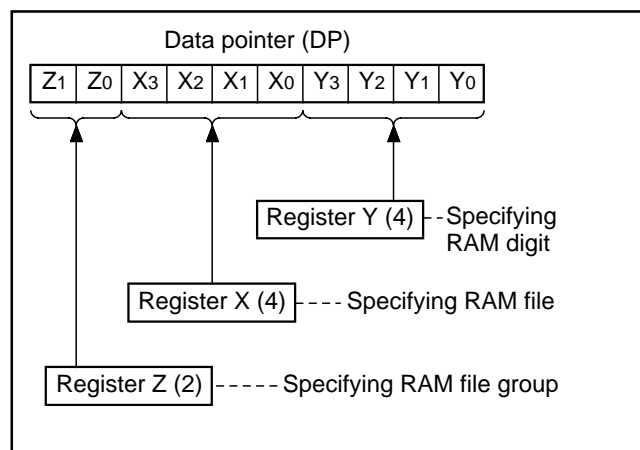 Data pointer (DP)
Z1 Z0 X3 X2 X1 X0 Y3 Y2 Y1 Y0
Register Y (4) Specifying
RAM digit
Register X (4) Specifying RAM file
Register Z (2) Specifying RAM file group